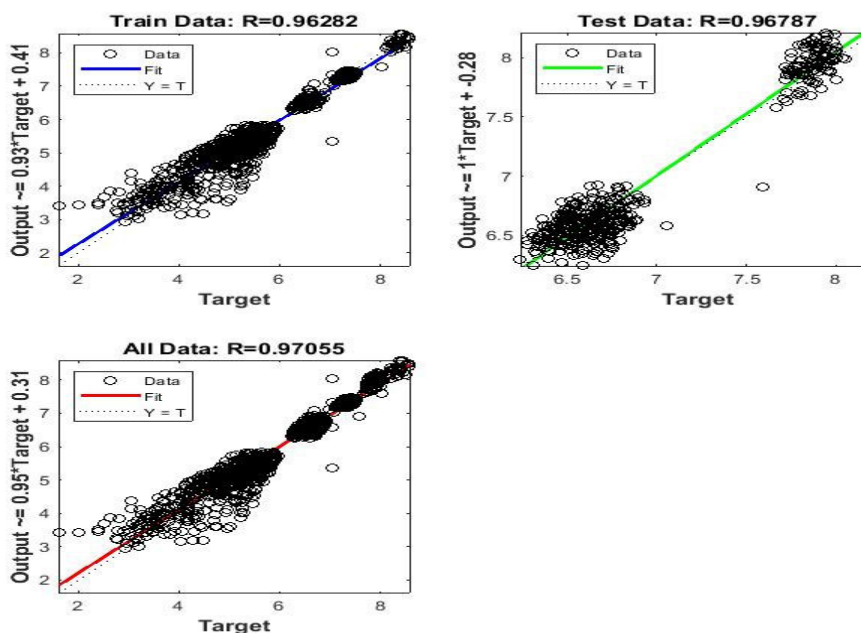 Train Data: R=0.96282
Output ~= 0.93*Target + 0.41
8
7
6
5
4
3
2
Data
Fit
Y = T
2 4 6 8
Target
Test Data: R=0.96787
Output ~= 1*Target + -0.28
8
7.5
7
6.5
Data
Fit
Y = T
6.5 7 7.5 8
Target
All Data: R=0.97055
Output ~= 0.95*Target + 0.31
8
7
6
5
4
3
2
Data
Fit
Y = T
2 4 6 8
Target